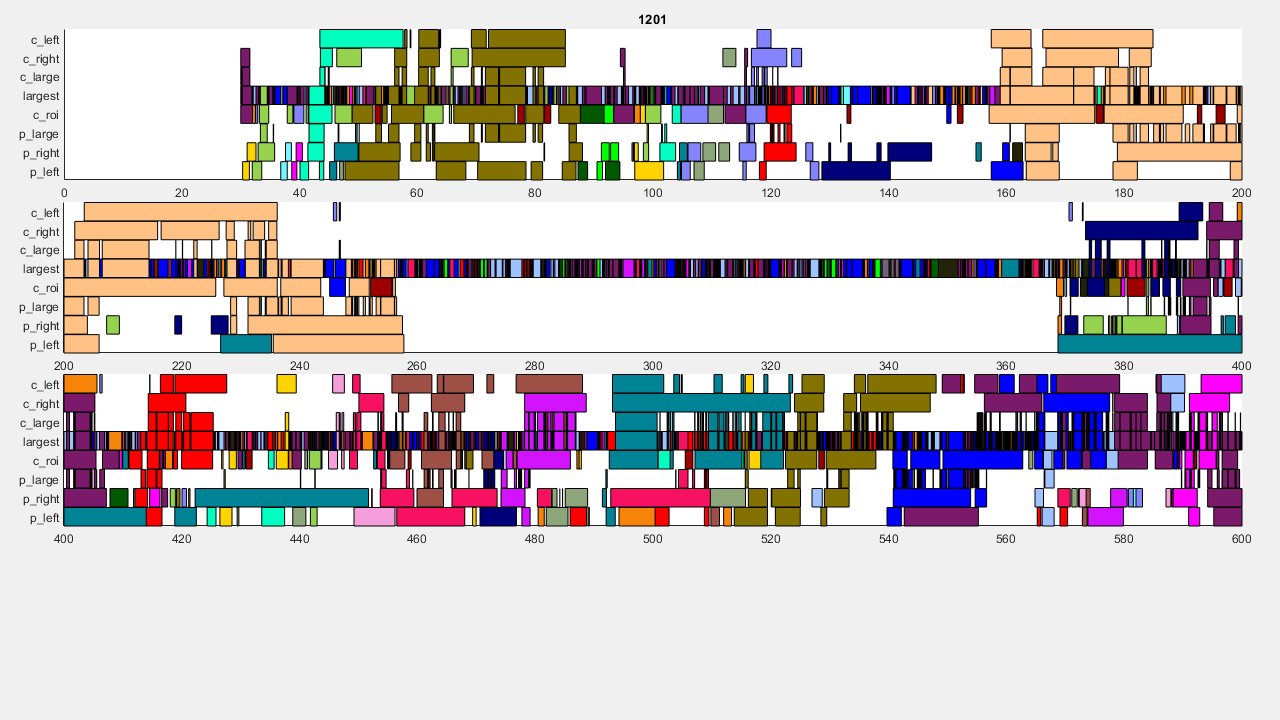 1201
c_left
c_right
c_large
largest
c_roi
p_large
p_right
p_left
0 20 40 60 80 100 120 140 160 180 200
c_left
c_right
c_large
largest
c_roi
p_large
p_right
p_left
200 220 240 260 280 300 320 340 360 380 400
c_left
c_right
c_large
largest
c_roi
p_large
p_right
p_left
400 420 440 460 480 500 520 540 560 580 600